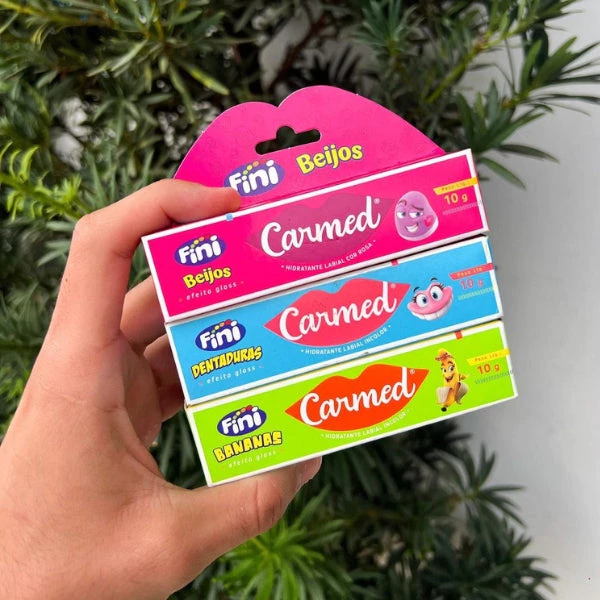 Fini Beijos
Fini
Beijos
efeito gloss
Carmed®
• HIDRATANTE LABIAL COR ROSA •
10 g
Fini
DENTADURAS
efeito gloss
Carmed®
• HIDRATANTE LABIAL INCOLOR •
10 g
Fini
BANANAS
efeito gloss
Carmed®
• HIDRATANTE LABIAL INCOLOR •
10 g